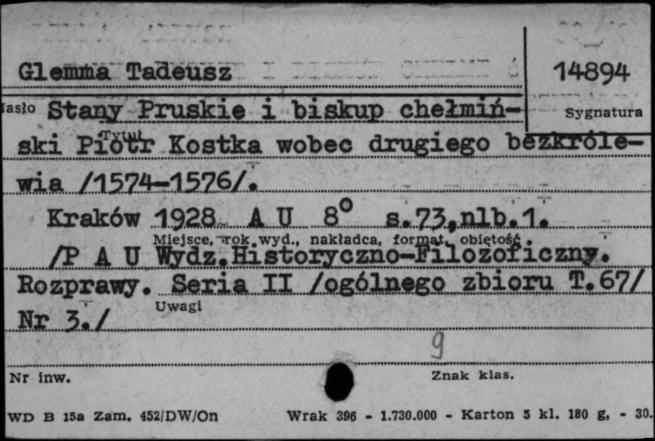 Glemma Tadeusz 14894
Hasło Stany Pruskie i biskup chełmiń- Sygnatura
Tytuł
ski Piotr Kostka wobec drugiego bezkróle-
wia /1574-1576/.
Kraków 1928 A U 8° s.73,nlb.1.
Miejsce, rok wyd., nakładca, format, objętość
/P A U Wydz.Historyczno-Filozoficzny.
Rozprawy. Seria II /ogólnego zbioru T.67/
Uwagi
Nr 3./
9
Nr inw. Znak klas.
WD B 15a Zam. 452/DW/On Wrak 396 - 1.730.000 - Karton 5 kl. 180 g, - 30.